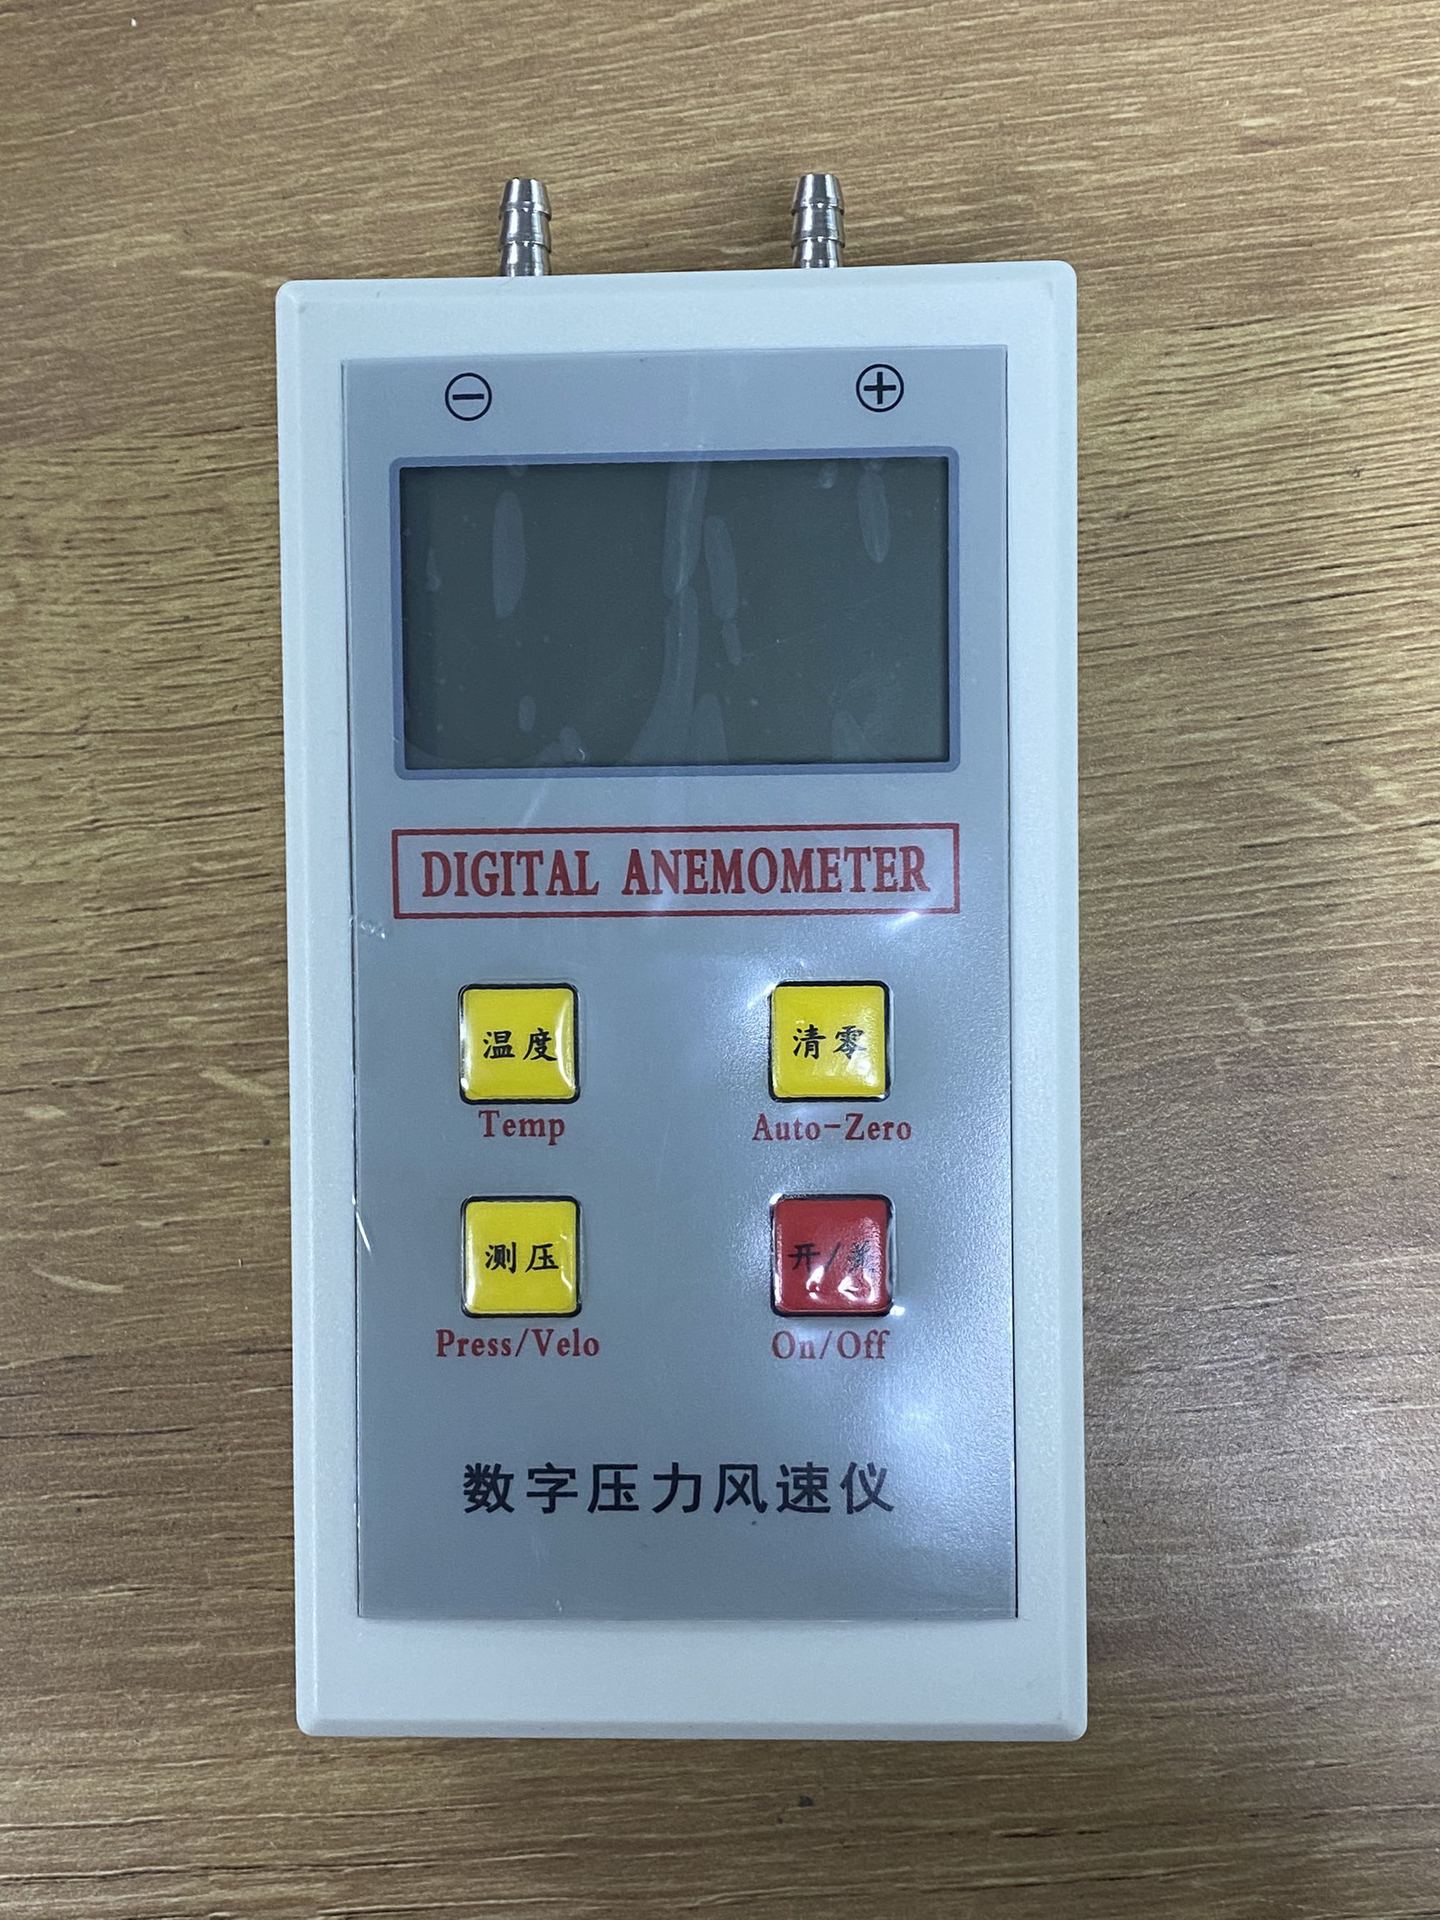 ⊖ ⊕
DIGITAL ANEMOMETER
温度 清零
Temp Auto-Zero
测压 开/关
Press/Velo On/Off
数字压力风速仪